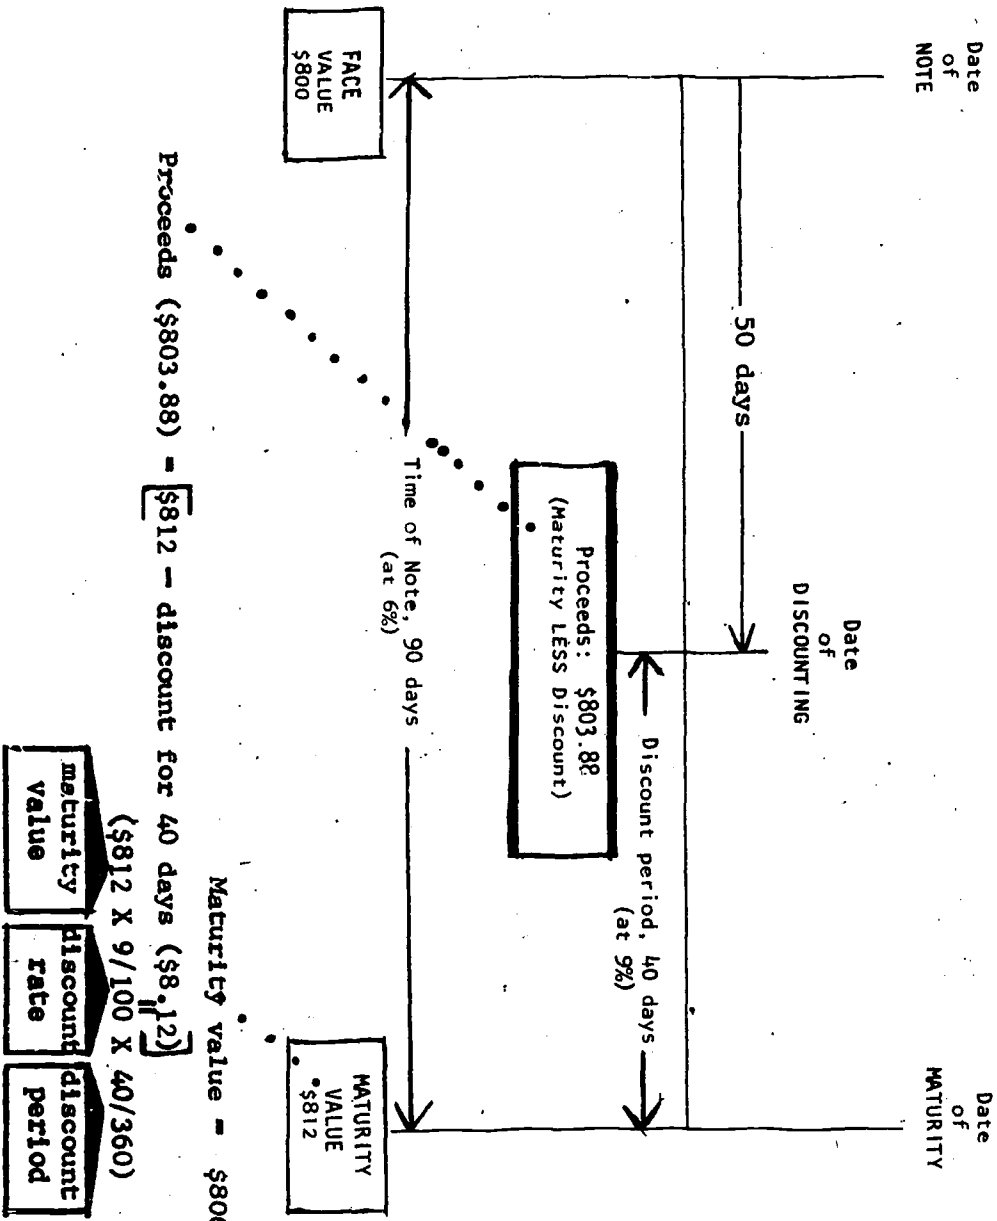 Date
of
NOTE
Date
of
DISCOUNTING
Date
of
MATURITY
50 days
Discount period, 40 days
(at 9%)
Proceeds: $803.88
(Maturity LESS Discount)
Time of Note, 90 days
(at 6%)
FACE
VALUE
$800
MATURITY
VALUE
$812
Maturity value = $80
Proceeds ($803.88) = [$812 - discount for 40 days ($8.12)]
=
($812 X 9/100 X 40/360)
maturity
value
discount
rate
discount
period